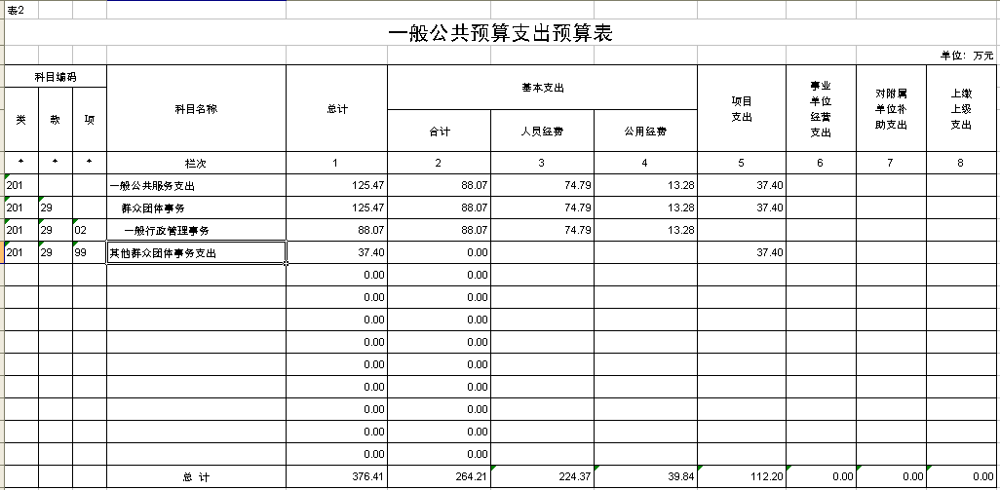 表2
一般公共预算支出预算表
单位：万元
科目编码 科目名称 总计 基本支出 项目支出 事业单位经营支出 对附属单位补助支出 上缴上级支出
类 款 项 合计 人员经费 公用经费
* * * 栏次 1 2 3 4 5 6 7 8
201 一般公共服务支出 125.47 88.07 74.79 13.28 37.40
201 29 群众团体事务 125.47 88.07 74.79 13.28 37.40
201 29 02 一般行政管理事务 88.07 88.07 74.79 13.28
201 29 99 其他群众团体事务支出 37.40 0.00 37.40
0.00 0.00
0.00 0.00
0.00 0.00
0.00 0.00
0.00 0.00
0.00 0.00
0.00 0.00
0.00 0.00
0.00 0.00
总 计 376.41 264.21 224.37 39.84 112.20 0.00 0.00 0.00